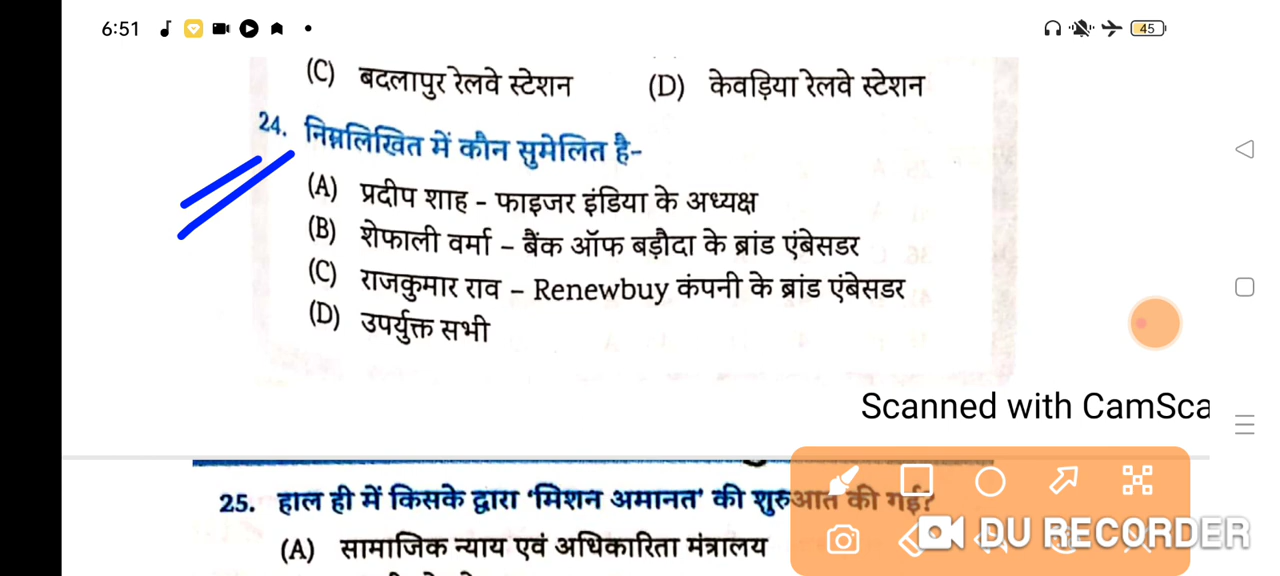 6:51
45
(C) बदलापुर रेलवे स्टेशन (D) केवड़िया रेलवे स्टेशन
24. निम्नलिखित में कौन सुमेलित है-
(A) प्रदीप शाह - फाइजर इंडिया के अध्यक्ष
(B) शेफाली वर्मा – बैंक ऑफ बड़ौदा के ब्रांड एंबेसडर
(C) राजकुमार राव – Renewbuy कंपनी के ब्रांड एंबेसडर
(D) उपर्युक्त सभी
Scanned with CamSca
25. हाल ही में किसके द्वारा 'मिशन अमानत' की शुरुआत की गई?
DU RECORDER
(A) सामाजिक न्याय एवं अधिकारिता मंत्रालय